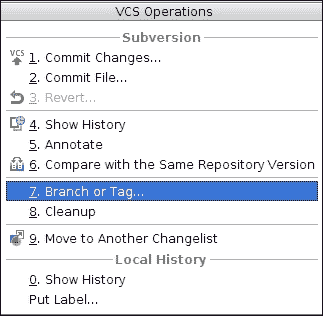 VCS Operations
Subversion
VCS 1. Commit Changes...
2. Commit File...
3. Revert...
4. Show History
5. Annotate
6. Compare with the Same Repository Version
7. Branch or Tag...
8. Cleanup
9. Move to Another Changelist
Local History
0. Show History
Put Label...